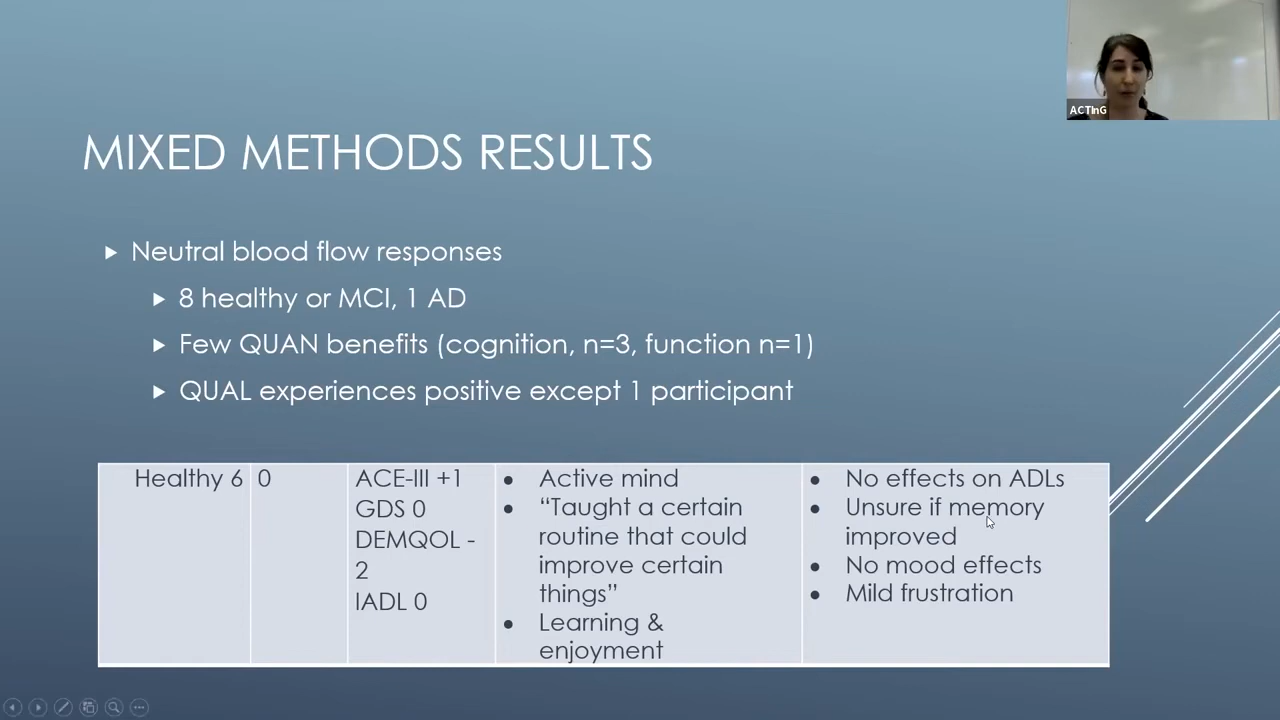 ACTInG
MIXED METHODS RESULTS
Neutral blood flow responses
8 healthy or MCI, 1 AD
Few QUAN benefits (cognition, n=3, function n=1)
QUAL experiences positive except 1 participant
Healthy 6
0
ACE-III +1
GDS 0
DEMQOL -
2
IADL 0
Active mind
“Taught a certain
routine that could
improve certain
things”
Learning &
enjoyment
No effects on ADLs
Unsure if memory
improved
No mood effects
Mild frustration